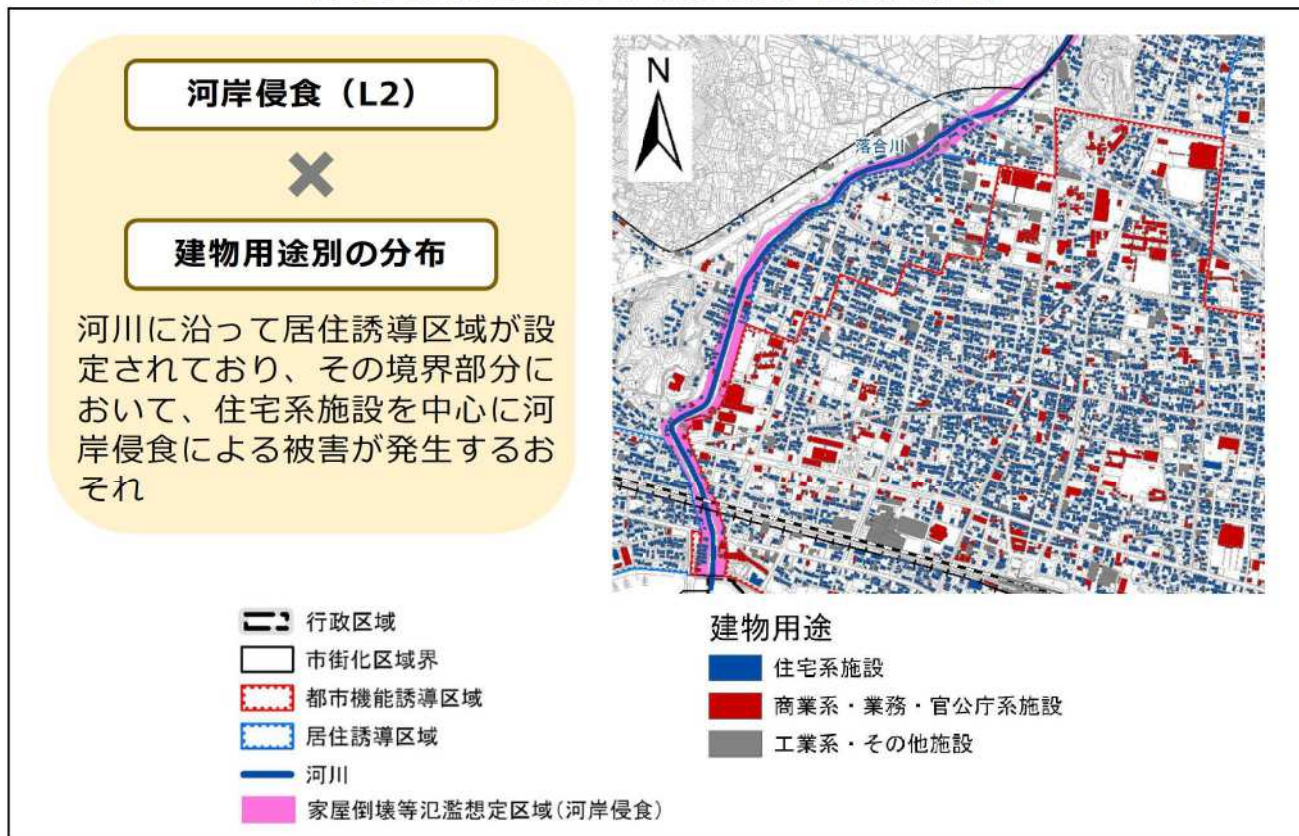 河岸侵食（L2）
建物用途別の分布
河川に沿って居住誘導区域が設
定されており、その境界部分に
おいて、住宅系施設を中心に河
岸侵食による被害が発生するお
それ
N
落合川
行政区域
市街化区域界
都市機能誘導区域
居住誘導区域
河川
家屋倒壊等氾濫想定区域(河岸侵食)
建物用途
住宅系施設
商業系・業務・官公庁系施設
工業系・その他施設